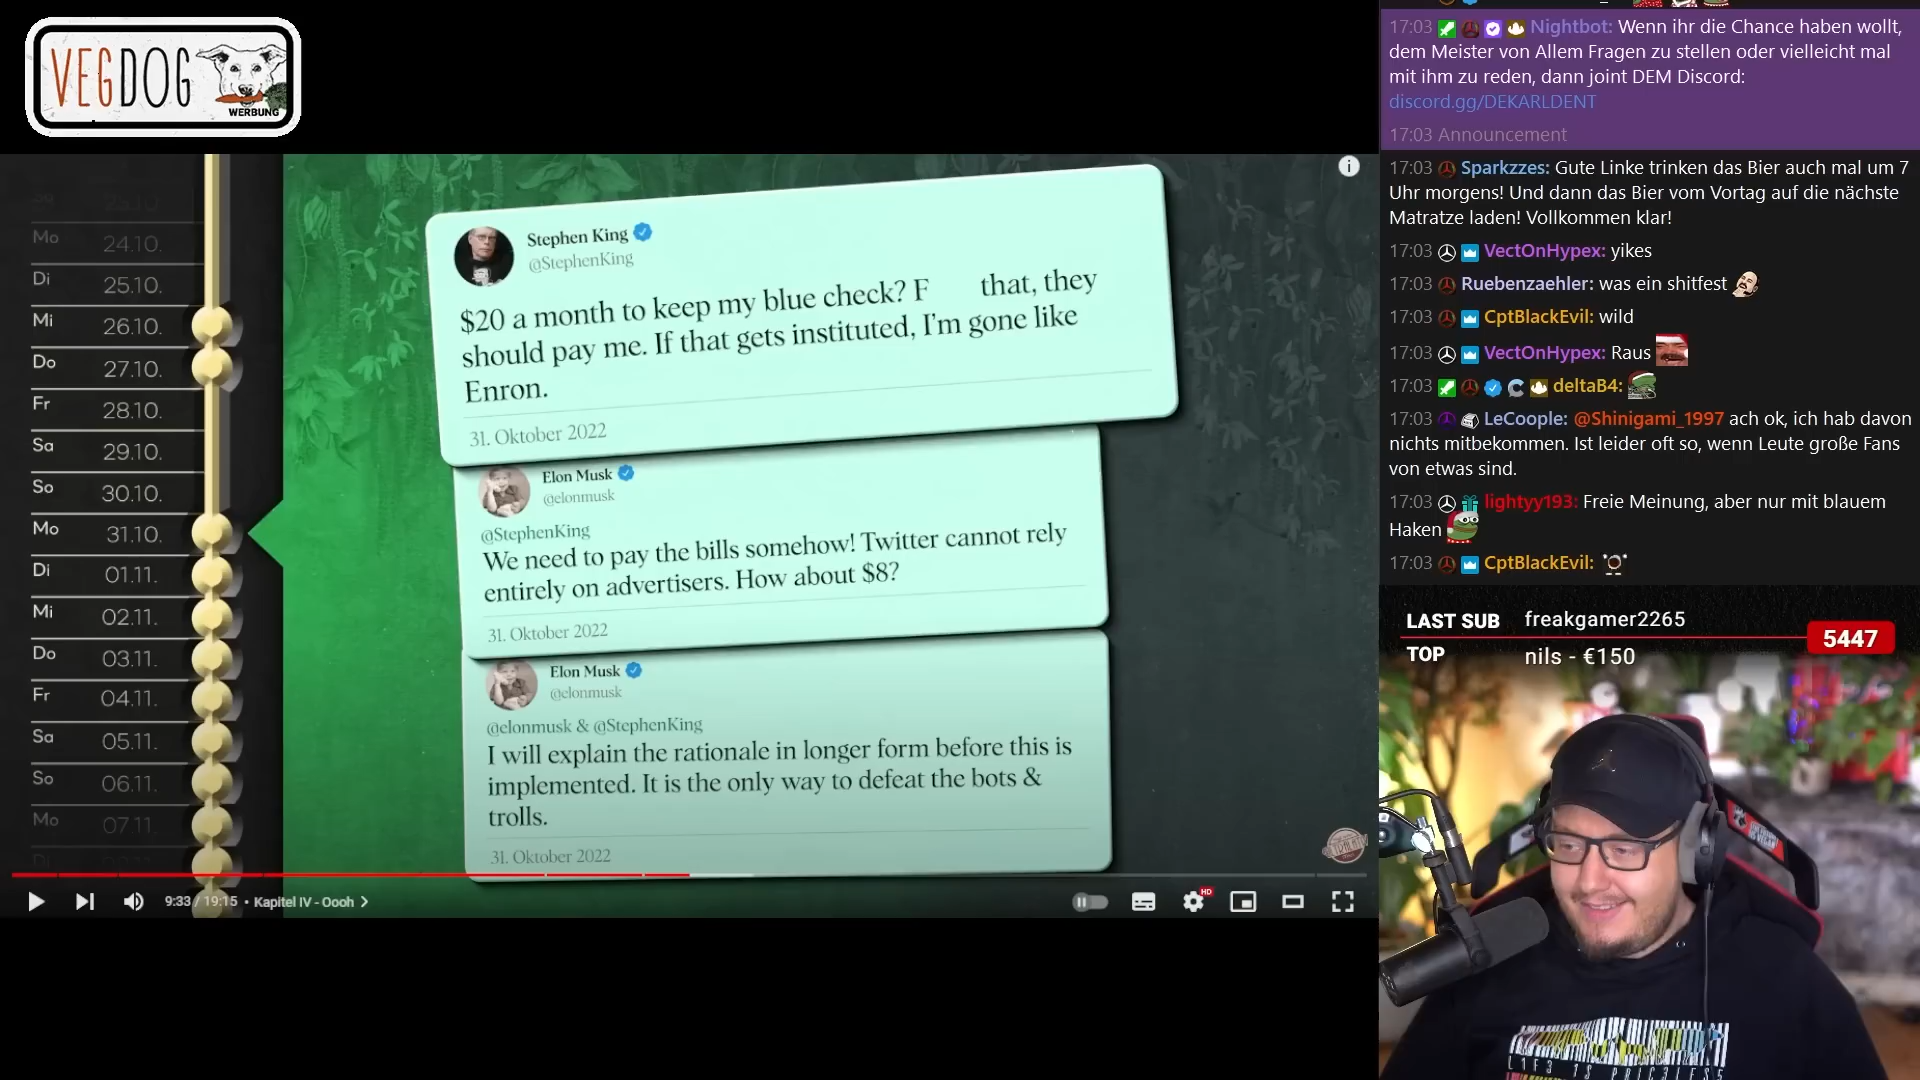 VEGDOG
WERBUNG
Mo 24.10.
Di 25.10.
Mi 26.10.
Do 27.10.
Fr 28.10.
Sa 29.10.
So 30.10.
Mo 31.10.
Di 01.11.
Mi 02.11.
Do 03.11.
Fr 04.11.
Sa 05.11.
So 06.11.
Mo 07.11.
Stephen King
@StephenKing
$20 a month to keep my blue check? F that, they
should pay me. If that gets instituted, I'm gone like
Enron.
31. Oktober 2022
Elon Musk
@elonmusk
@StephenKing
We need to pay the bills somehow! Twitter cannot rely
entirely on advertisers. How about $8?
31. Oktober 2022
Elon Musk
@elonmusk
@elonmusk & @StephenKing
I will explain the rationale in longer form before this is
implemented. It is the only way to defeat the bots &
trolls.
31. Oktober 2022
9:33 / 19:15 • Kapitel IV - Oooh
HD
17:03 Nightbot: Wenn ihr die Chance haben wollt,
dem Meister von Allem Fragen zu stellen oder vielleicht mal
mit ihm zu reden, dann joint DEM Discord:
discord.gg/DEKARLDENT
17:03 Announcement
17:03 Sparkzzes: Gute Linke trinken das Bier auch mal um 7
Uhr morgens! Und dann das Bier vom Vortag auf die nächste
Matratze laden! Vollkommen klar!
17:03 VectOnHypex: yikes
17:03 Ruebenzaehler: was ein shitfest
17:03 CptBlackEvil: wild
17:03 VectOnHypex: Raus
17:03 deltaB4:
17:03 LeCoople: @Shinigami_1997 ach ok, ich hab davon
nichts mitbekommen. Ist leider oft so, wenn Leute große Fans
von etwas sind.
17:03 lightyy193: Freie Meinung, aber nur mit blauem
Haken
17:03 CptBlackEvil:
LAST SUB freakgamer2265
TOP nils - €150
5447
L1F3 1S PR1C3LE55